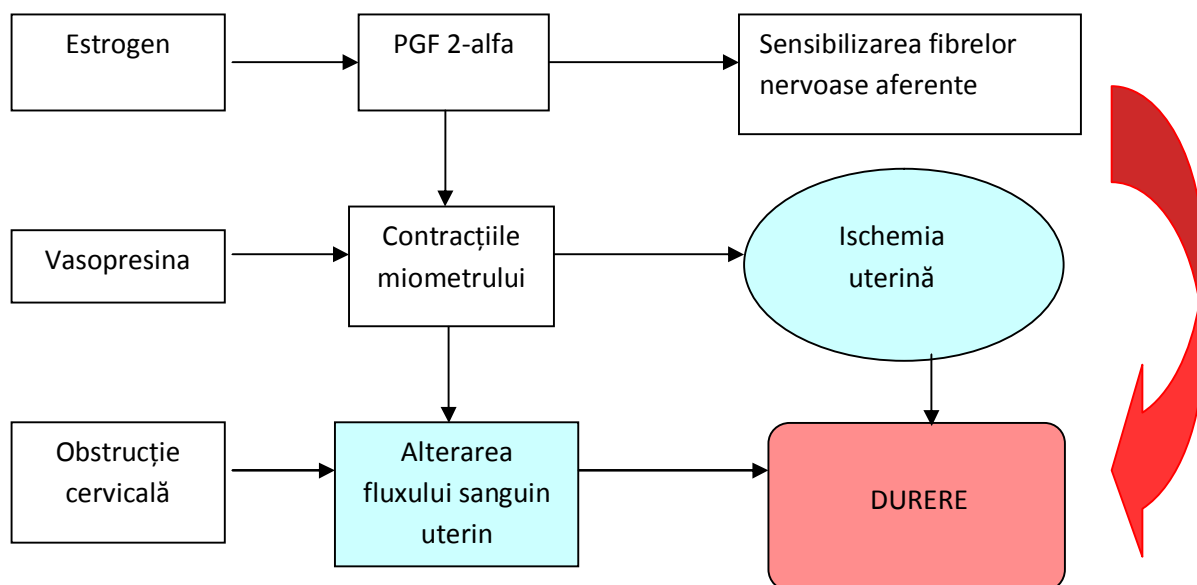 Estrogen
PGF 2-alfa
Sensibilizarea fibrelor
nervoase aferente
Vasopresina
Contracțiile
miometrului
Ischemia
uterină
Obstrucție
cervicală
Alterarea
fluxului sanguin
uterin
DURERE